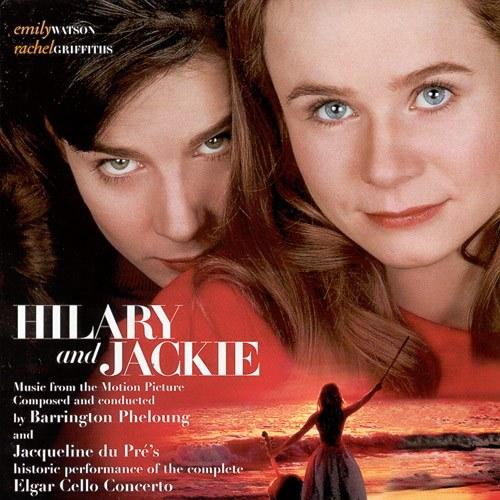 emilyWATSON
rachelGRIFFITHS
HILARY
and JACKIE
Music from the Motion Picture
Composed and conducted
by Barrington Pheloung
and
Jacqueline du Pré's
historic performance of the complete
Elgar Cello Concerto